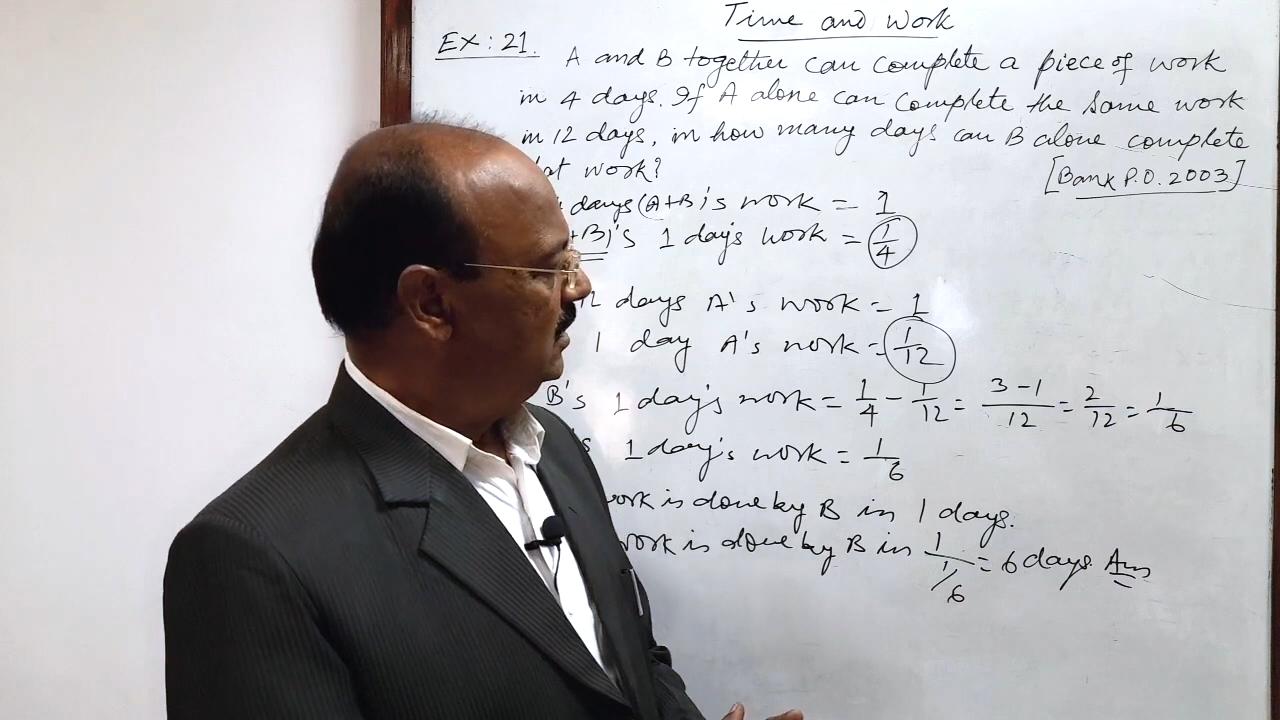 Time and Work
Ex: 21. A and B together can complete a piece of work
in 4 days. If A alone can complete the same work
in 12 days, in how many days can B alone complete
work?
[Bank P.O. 2003]
days (A+B)'s work = 1
+B)'s 1 day's work = 1/4
days A's work = 1
1 day A's work = 1/12
B's 1 day's work = 1/4 - 1/12 = 3-1/12 = 2/12 = 1/6
1 day's work = 1/6
work is done by B in 1 days.
work is done by B in 1/1/6 = 6 days. Ans